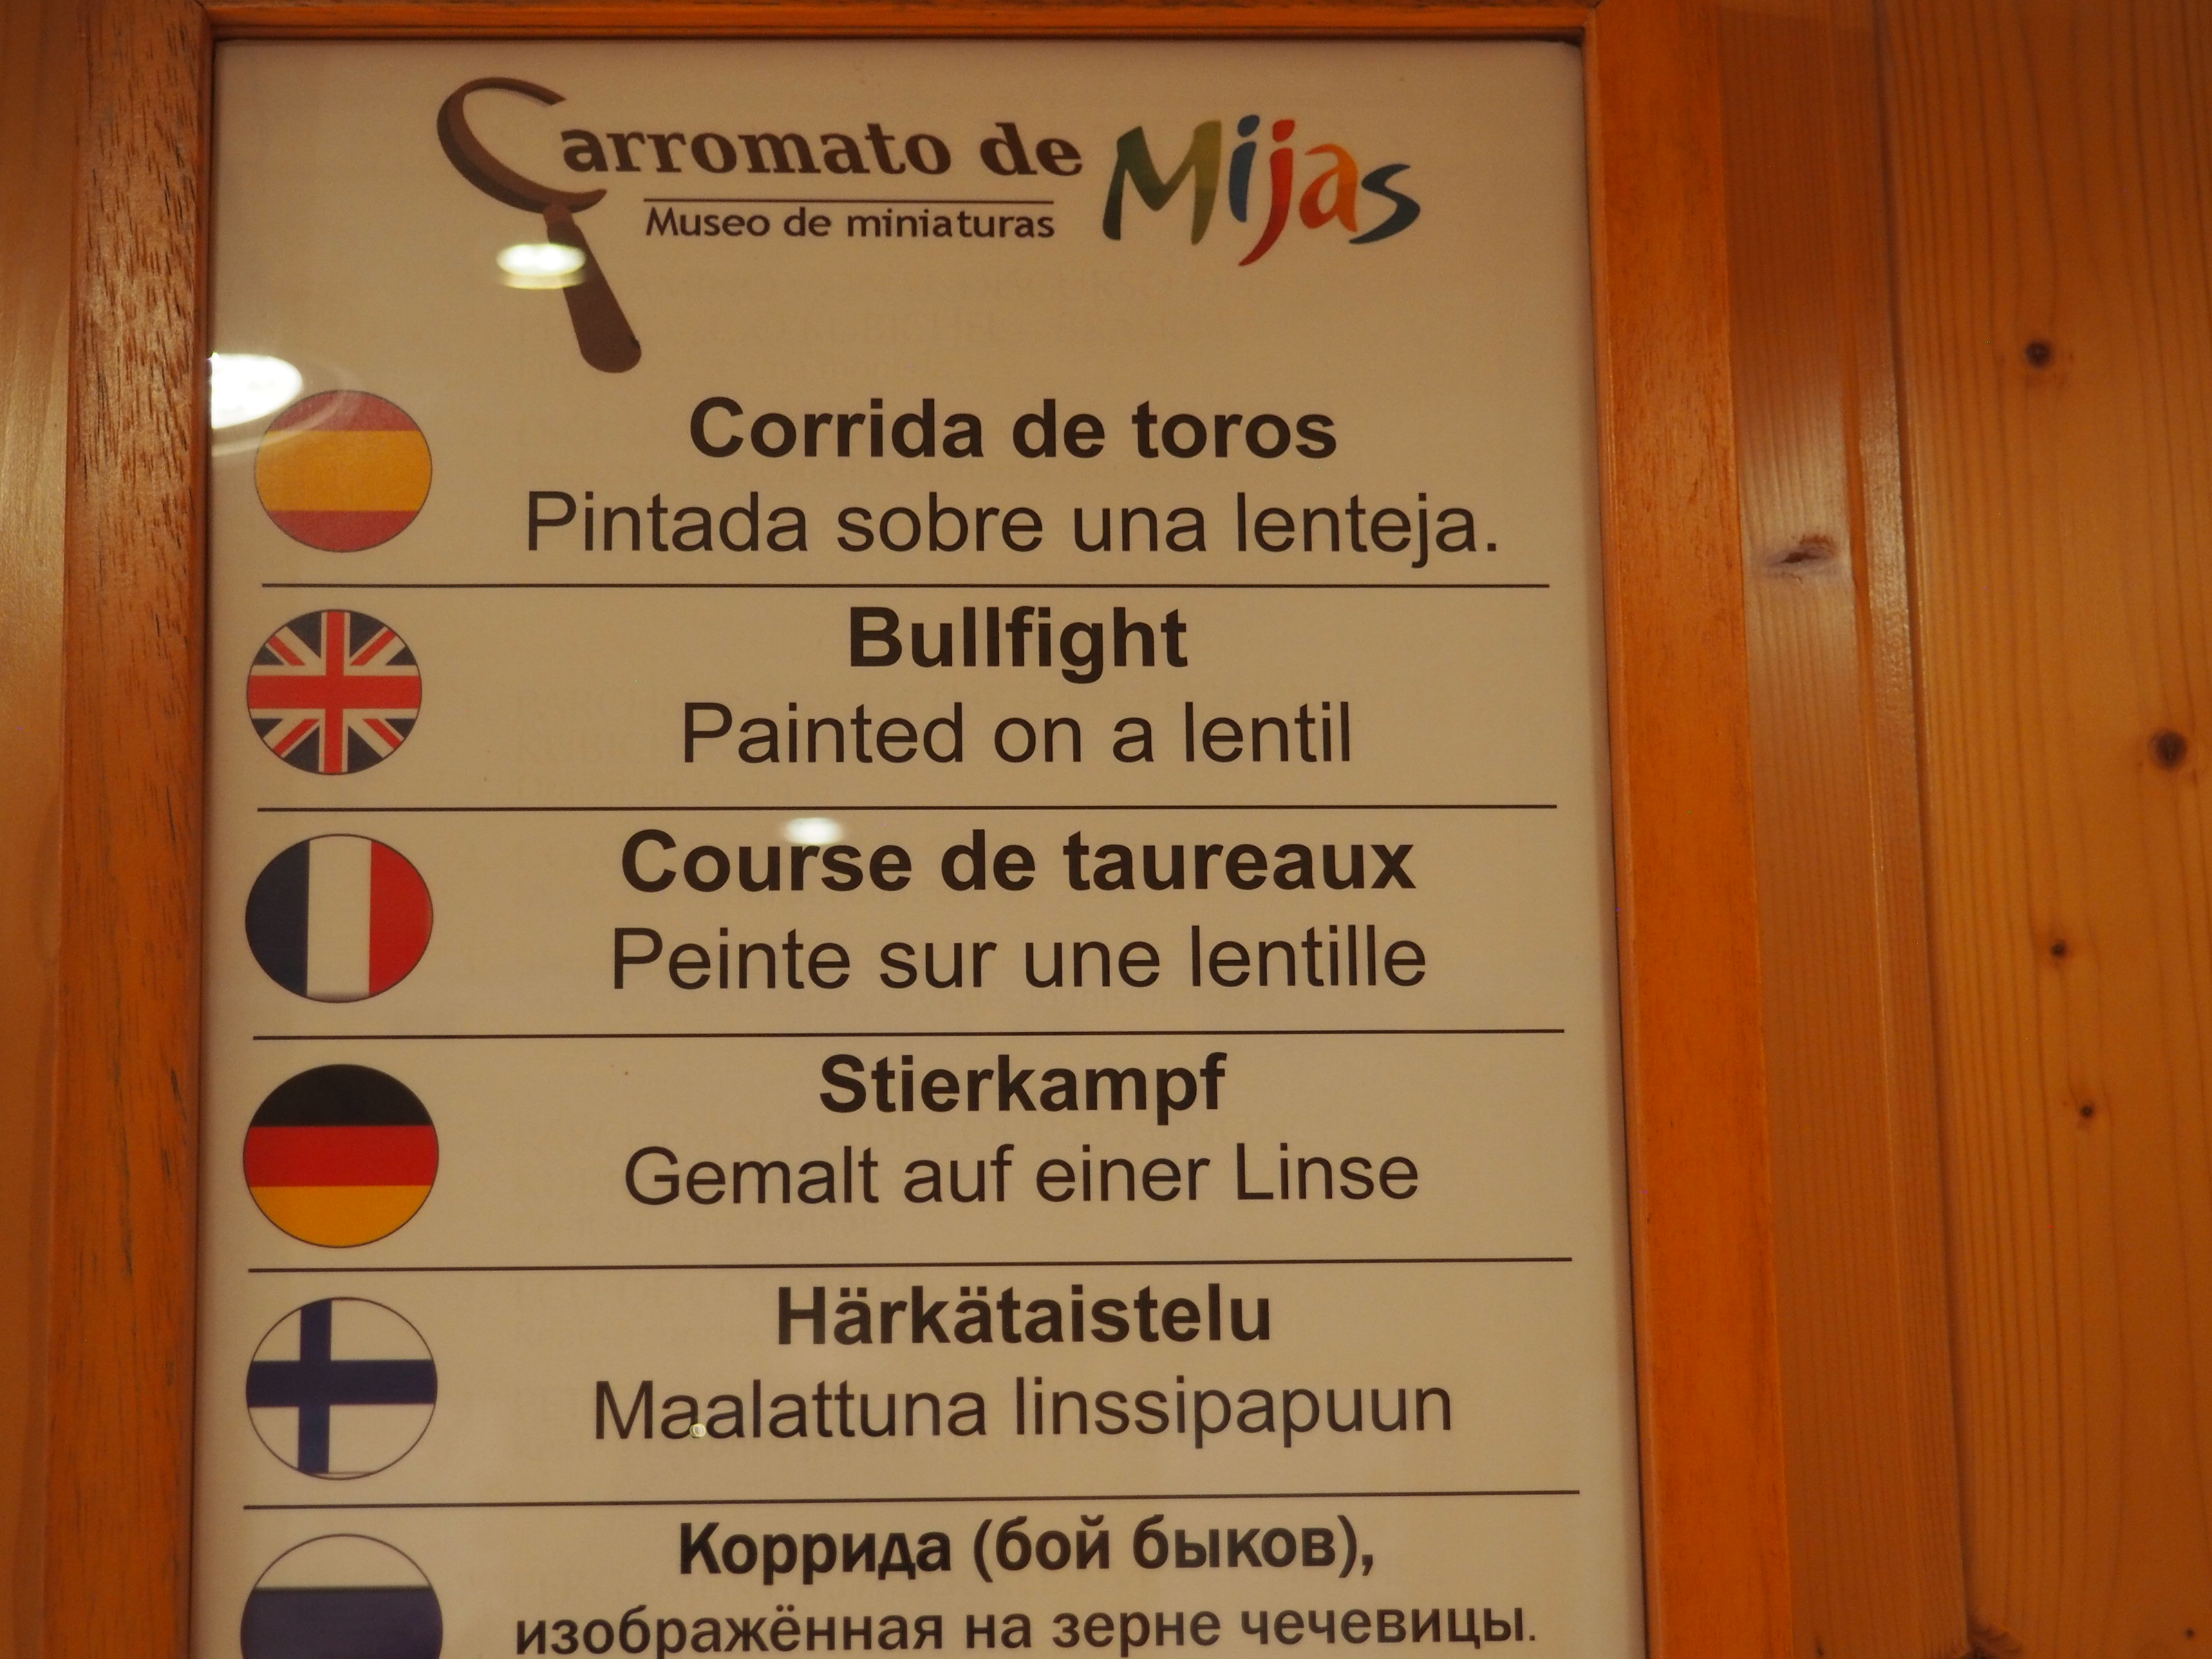 Carromato de Mijas
Museo de miniaturas
Corrida de toros
Pintada sobre una lenteja.
Bullfight
Painted on a lentil
Course de taureaux
Peinte sur une lentille
Stierkampf
Gemalt auf einer Linse
Härkätaistelu
Maalattuna linssipapuun
Коррида (бой быков),
изображённая на зерне чечевицы.